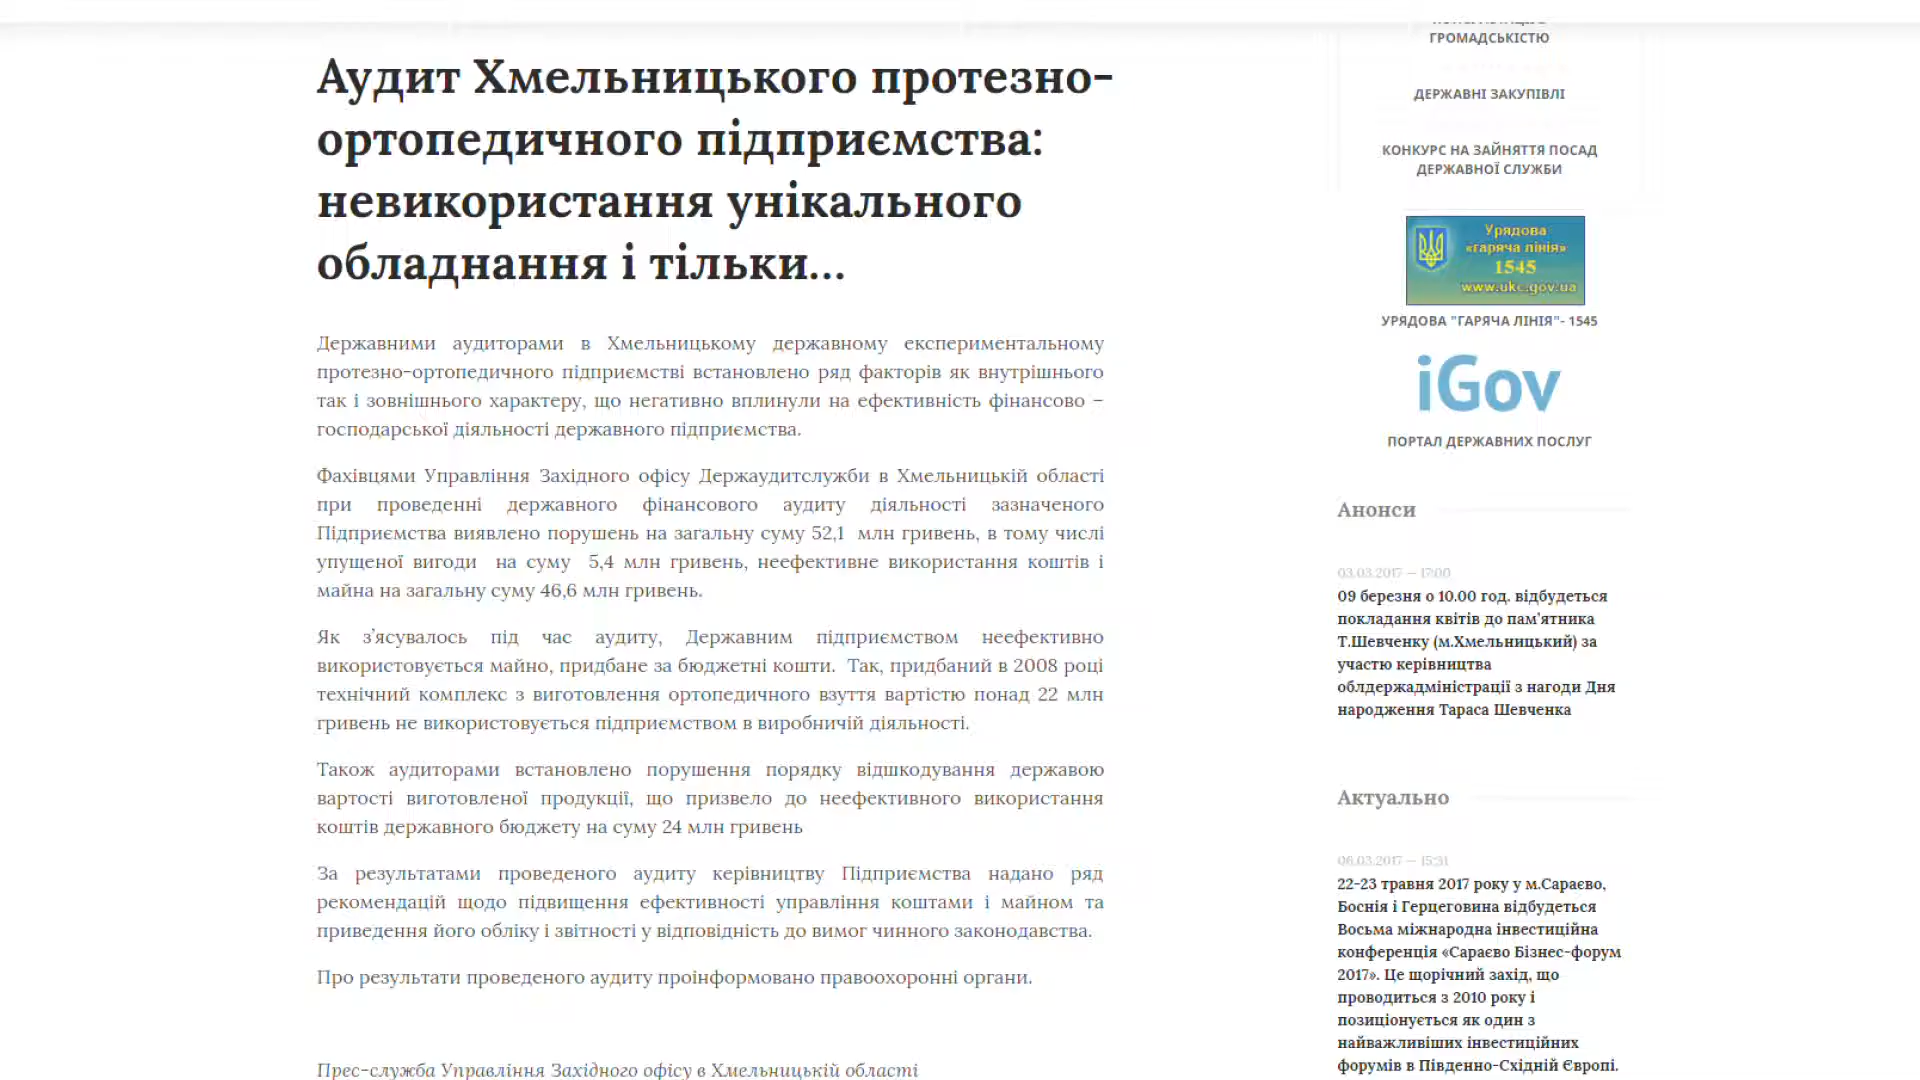 Аудит Хмельницького протезно-
ортопедичного підприємства:
невикористання унікального
обладнання і тільки…
Державними аудиторами в Хмельницькому державному експериментальному
протезно-ортопедичного підприємстві встановлено ряд факторів як внутрішнього
так і зовнішнього характеру, що негативно вплинули на ефективність фінансово –
господарської діяльності державного підприємства.
Фахівцями Управління Західного офісу Держаудитслужби в Хмельницькій області
при проведенні державного фінансового аудиту діяльності зазначеного
Підприємства виявлено порушень на загальну суму 52,1 млн гривень, в тому числі
упущеної вигоди на суму 5,4 млн гривень, неефективне використання коштів і
майна на загальну суму 46,6 млн гривень.
Як з’ясувалось під час аудиту, Державним підприємством неефективно
використовується майно, придбане за бюджетні кошти. Так, придбаний в 2008 році
технічний комплекс з виготовлення ортопедичного взуття вартістю понад 22 млн
гривень не використовується підприємством в виробничій діяльності.
Також аудиторами встановлено порушення порядку відшкодування державою
вартості виготовленої продукції, що призвело до неефективного використання
коштів державного бюджету на суму 24 млн гривень
За результатами проведеного аудиту керівництву Підприємства надано ряд
рекомендацій щодо підвищення ефективності управління коштами і майном та
приведення його обліку і звітності у відповідність до вимог чинного законодавства.
Про результати проведеного аудиту проінформовано правоохоронні органи.
Прес-служба Управління Західного офісу в Хмельницькій області
ГРОМАДСЬКІСТЮ
ДЕРЖАВНІ ЗАКУПІВЛІ
КОНКУРС НА ЗАЙНЯТТЯ ПОСАД
ДЕРЖАВНОЇ СЛУЖБИ
Урядова
«гаряча лінія»
1545
www.ukc.gov.ua
УРЯДОВА "ГАРЯЧА ЛІНІЯ"- 1545
iGov
ПОРТАЛ ДЕРЖАВНИХ ПОСЛУГ
Анонси
03.03.2017 — 17:00
09 березня о 10.00 год. відбудеться
покладання квітів до пам’ятника
Т.Шевченку (м.Хмельницький) за
участю керівництва
облдержадміністрації з нагоди Дня
народження Тараса Шевченка
Актуально
06.03.2017 — 15:31
22-23 травня 2017 року у м.Сараєво,
Боснія і Герцеговина відбудеться
Восьма міжнародна інвестиційна
конференція «Сараєво Бізнес-форум
2017». Це щорічний захід, що
проводиться з 2010 року і
позиціонується як один з
найважливіших інвестиційних
форумів в Південно-Східній Європі.